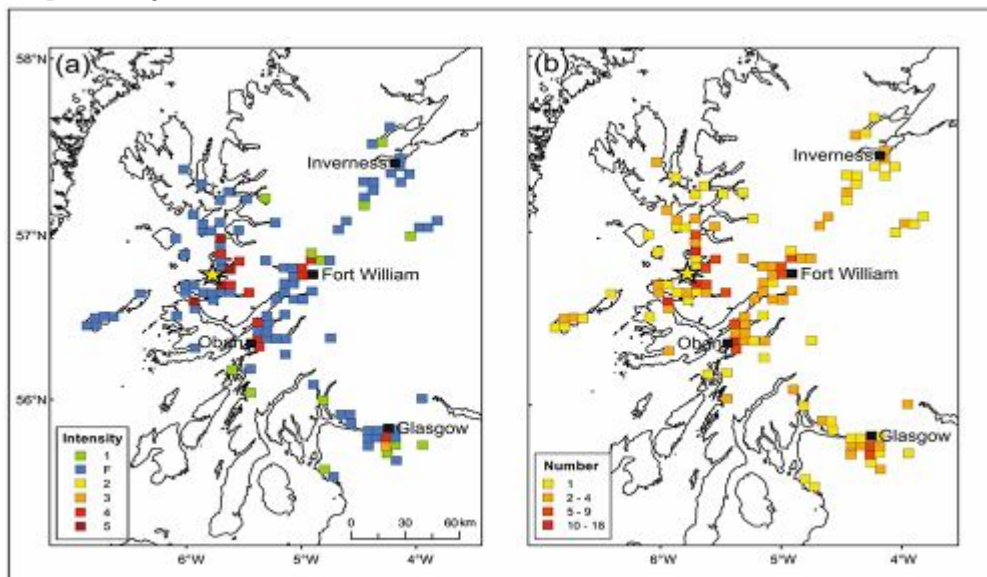 58°N
(a)
(b)
Inverness
Inverness
57°N
Fort William
Fort William
Oban
Oban
56°N
Glasgow
Glasgow
Intensity
1
F
2
3
4
5
0 30 60 km
Number
1
2 - 4
5 - 9
10 - 18
6°W 5°W 4°W
6°W 5°W 4°W